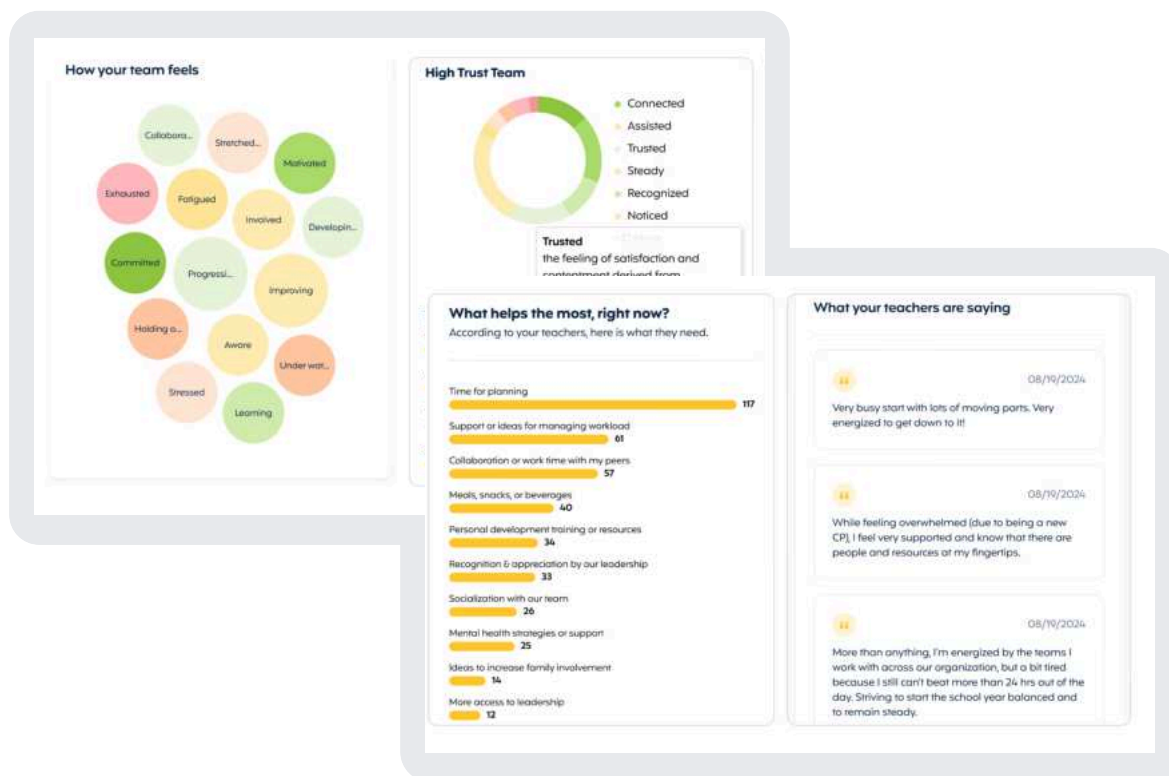 How your team feels
Collabora...
Stretched...
Motivated
Exhausted
Fatigued
Involved
Developin...
Committed
Progressi...
Improving
Holding o...
Aware
Under wat...
Stressed
Learning
High Trust Team
Connected
Assisted
Trusted
Steady
Recognized
Noticed
Trusted
the feeling of satisfaction and
contentment derived from
What helps the most, right now?
According to your teachers, here is what they need.
Time for planning
117
Support or ideas for managing workload
61
Collaboration or work time with my peers
57
Meals, snacks, or beverages
40
Personal development training or resources
34
Recognition & appreciation by our leadership
33
Socialization with our team
26
Mental health strategies or support
25
Ideas to increase family involvement
14
More access to leadership
12
What your teachers are saying
08/19/2024
Very busy start with lots of moving parts. Very
energized to get down to it!
08/19/2024
While feeling overwhelmed (due to being a new
CP), I feel very supported and know that there are
people and resources at my fingertips.
08/19/2024
More than anything, I'm energized by the teams I
work with across our organization, but a bit tired
because I still can't beat more than 24 hrs out of the
day. Striving to start the school year balanced and
to remain steady.